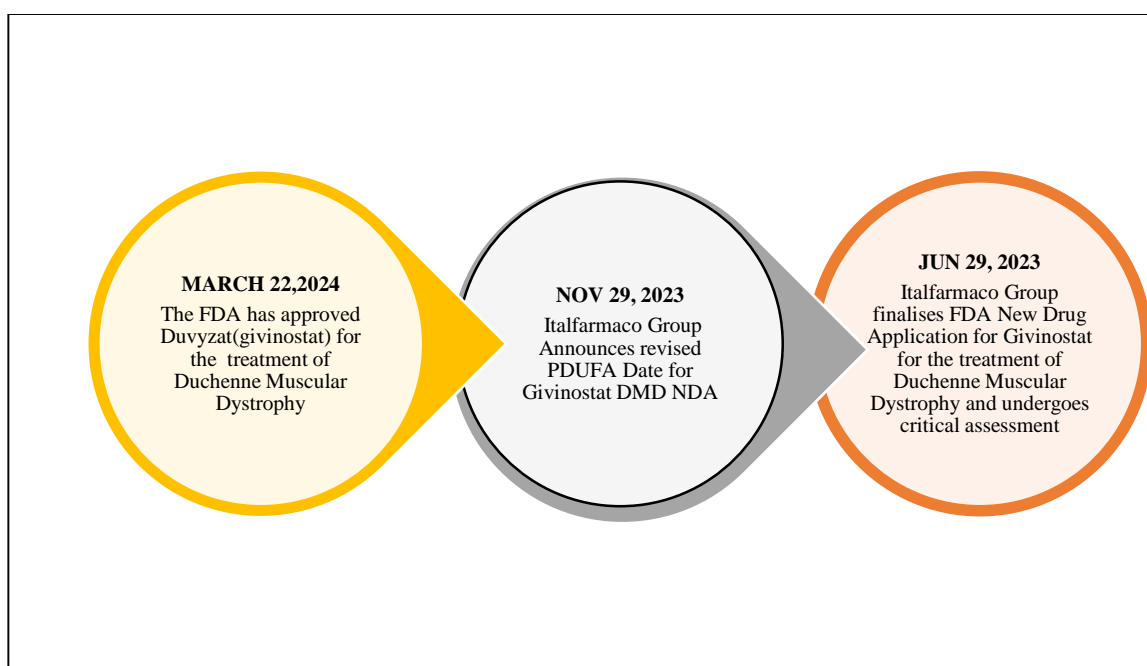 MARCH 22,2024
The FDA has approved
Duvyzat(givinostat) for
the treatment of
Duchenne Muscular
Dystrophy
NOV 29, 2023
Italfarmaco Group
Announces revised
PDUFA Date for
Givinostat DMD NDA
JUN 29, 2023
Italfarmaco Group
finalises FDA New Drug
Application for Givinostat
for the treatment of
Duchenne Muscular
Dystrophy and undergoes
critical assessment